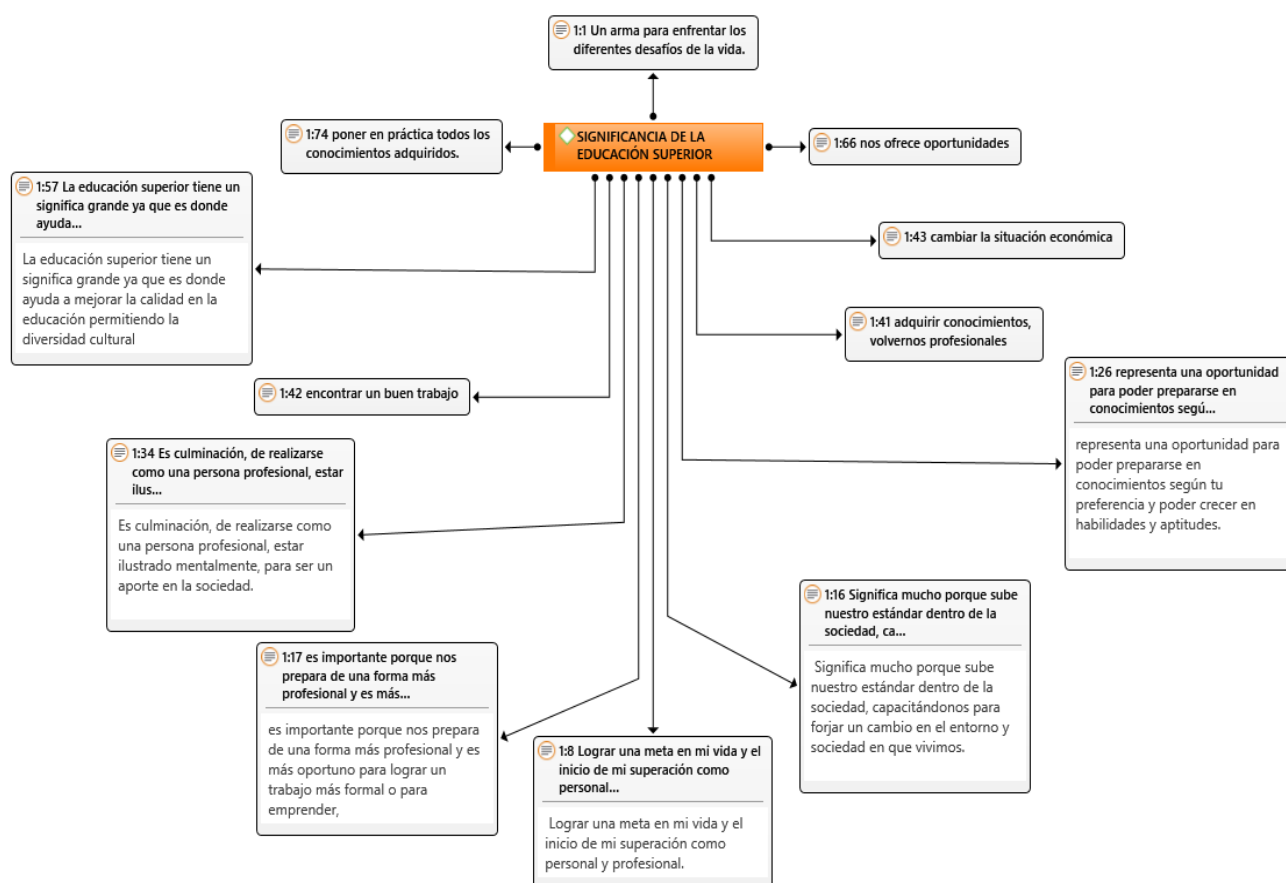 1:1 Un arma para enfrentar los
diferentes desafíos de la vida.
SIGNIFICANCIA DE LA
EDUCACIÓN SUPERIOR
1:74 poner en práctica todos los
conocimientos adquiridos.
1:66 nos ofrece oportunidades
1:57 La educación superior tiene un
significa grande ya que es donde
ayuda...
La educación superior tiene un
significa grande ya que es donde
ayuda a mejorar la calidad en la
educación permitiendo la
diversidad cultural
1:43 cambiar la situación económica
1:41 adquirir conocimientos,
volvernos profesionales
1:26 representa una oportunidad
para poder prepararse en
conocimientos segú...
representa una oportunidad para
poder prepararse en
conocimientos según tu
preferencia y poder crecer en
habilidades y aptitudes.
1:42 encontrar un buen trabajo
1:34 Es culminación, de realizarse
como una persona profesional, estar
ilus...
Es culminación, de realizarse como
una persona profesional, estar
ilustrado mentalmente, para ser un
aporte en la sociedad.
1:16 Significa mucho porque sube
nuestro estándar dentro de la
sociedad, ca...
Significa mucho porque sube
nuestro estándar dentro de la
sociedad, capacitándonos para
forjar un cambio en el entorno y
sociedad en que vivimos.
1:17 es importante porque nos
prepara de una forma más
profesional y es más...
es importante porque nos prepara
de una forma más profesional y es
más oportuno para lograr un
trabajo más formal o para
emprender,
1:8 Lograr una meta en mi vida y el
inicio de mi superación como
personal...
Lograr una meta en mi vida y el
inicio de mi superación como
personal y profesional.